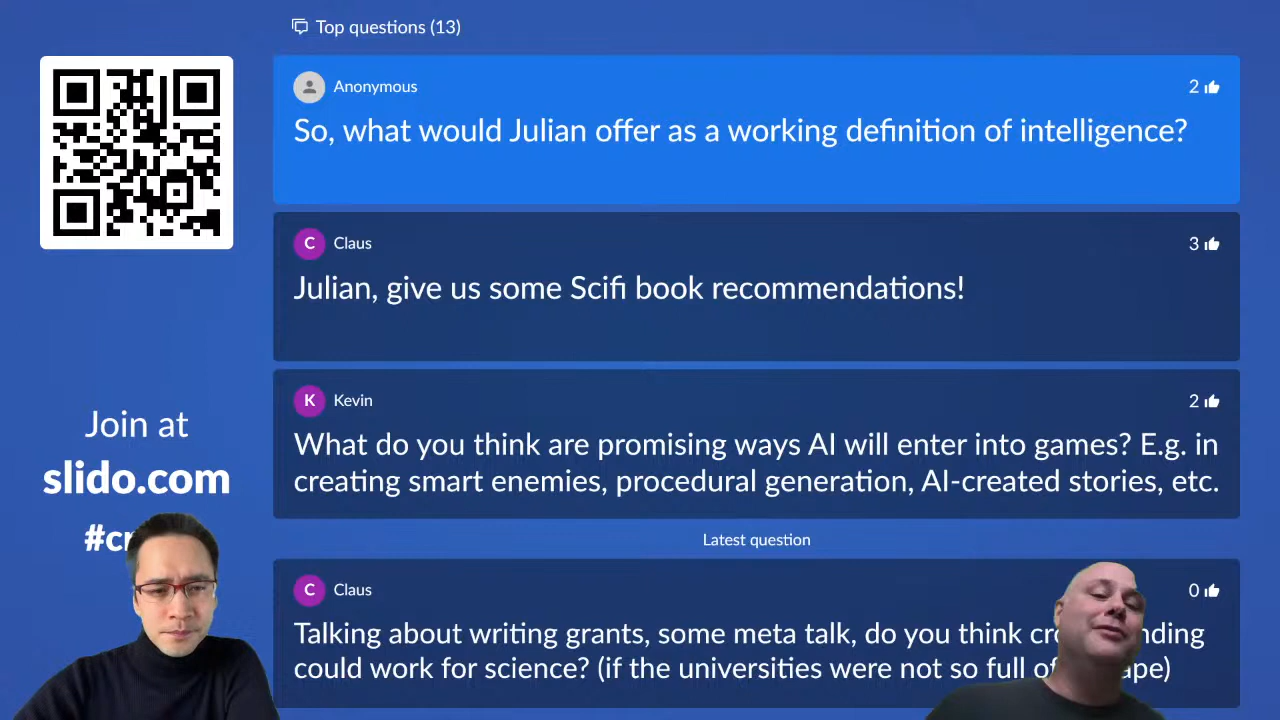 Top questions (13)
Anonymous
2
So, what would Julian offer as a working definition of intelligence?
C Claus
3
Julian, give us some Scifi book recommendations!
K Kevin
2
What do you think are promising ways AI will enter into games? E.g. in
creating smart enemies, procedural generation, AI-created stories, etc.
Latest question
C Claus
0
Talking about writing grants, some meta talk, do you think
could work for science? (if the universities were not so full of
Join at
slido.com